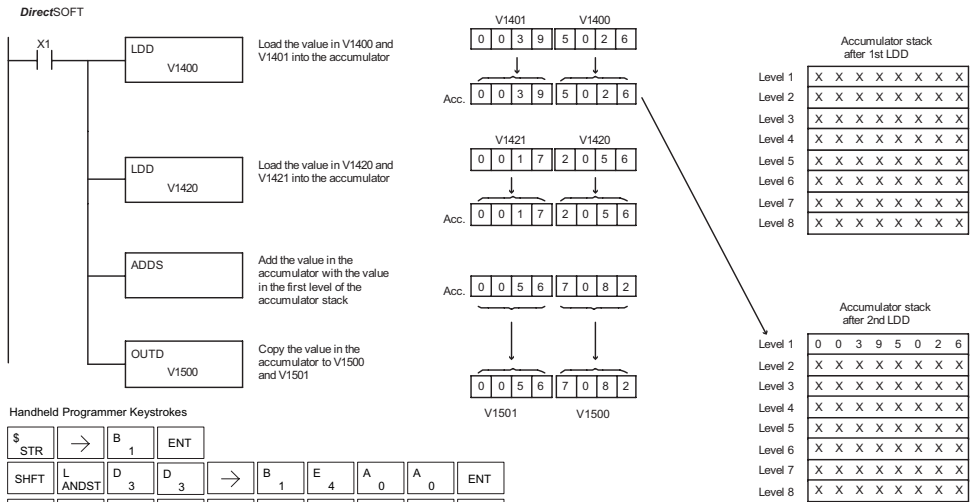 DirectSOFT
X1
LDD
V1400
Load the value in V1400 and
V1401 into the accumulator
LDD
V1420
Load the value in V1420 and
V1421 into the accumulator
ADDS
Add the value in the
accumulator with the value
in the first level of the
accumulator stack
OUTD
V1500
Copy the value in the
accumulator to V1500
and V1501
V1401 V1400
0 0 3 9 5 0 2 6
Acc. 0 0 3 9 5 0 2 6
V1421 V1420
0 0 1 7 2 0 5 6
Acc. 0 0 1 7 2 0 5 6
Acc. 0 0 5 6 7 0 8 2
0 0 5 6 7 0 8 2
V1501 V1500
Accumulator stack
after 1st LDD
Level 1 X X X X X X X X
Level 2 X X X X X X X X
Level 3 X X X X X X X X
Level 4 X X X X X X X X
Level 5 X X X X X X X X
Level 6 X X X X X X X X
Level 7 X X X X X X X X
Level 8 X X X X X X X X
Accumulator stack
after 2nd LDD
Level 1 0 0 3 9 5 0 2 6
Level 2 X X X X X X X X
Level 3 X X X X X X X X
Level 4 X X X X X X X X
Level 5 X X X X X X X X
Level 6 X X X X X X X X
Level 7 X X X X X X X X
Level 8 X X X X X X X X
Handheld Programmer Keystrokes
$ STR → B 1 ENT
SHFT L ANDST D 3 D 3 → B 1 E 4 A 0 A 0 ENT